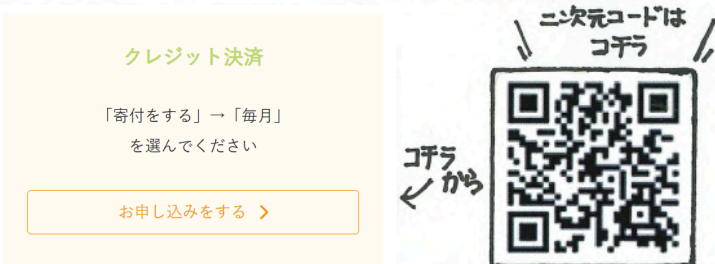 クレジット決済
「寄付をする」→「毎月」
を選んでください
お申し込みをする
二次元コードは
コチラ
コチラ
から